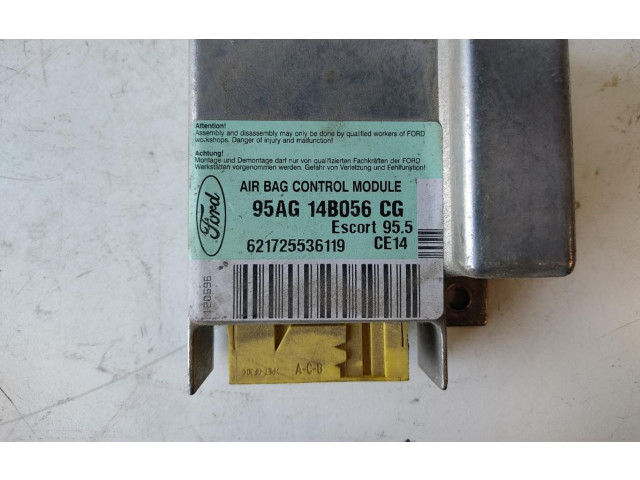 Attention!
Assembly and disassembly may only be done by qualified workers of FORD
workshops. Danger of injury and malfunction!
Achtung!
Montage und Demontage darf nur von qualifizierten Fachkräften der FORD
Werkstätten vorgenommen werden. Gefahr von Verletzung und Fehlfunktion!
Ford
AIR BAG CONTROL MODULE
95AG 14B056 CG
Escort 95.5
621725536119 CE14
A-C-G